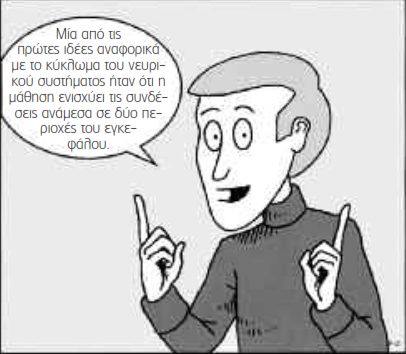 Μία από τις
πρώτες ιδέες αναφορικά
με το κύκλωμα του νευρι-
κού συστήματος ήταν ότι η
μάθηση ενισχύει τις συνδέ-
σεις ανάμεσα σε δύο πε-
ριοχές του εγκε-
φάλου.